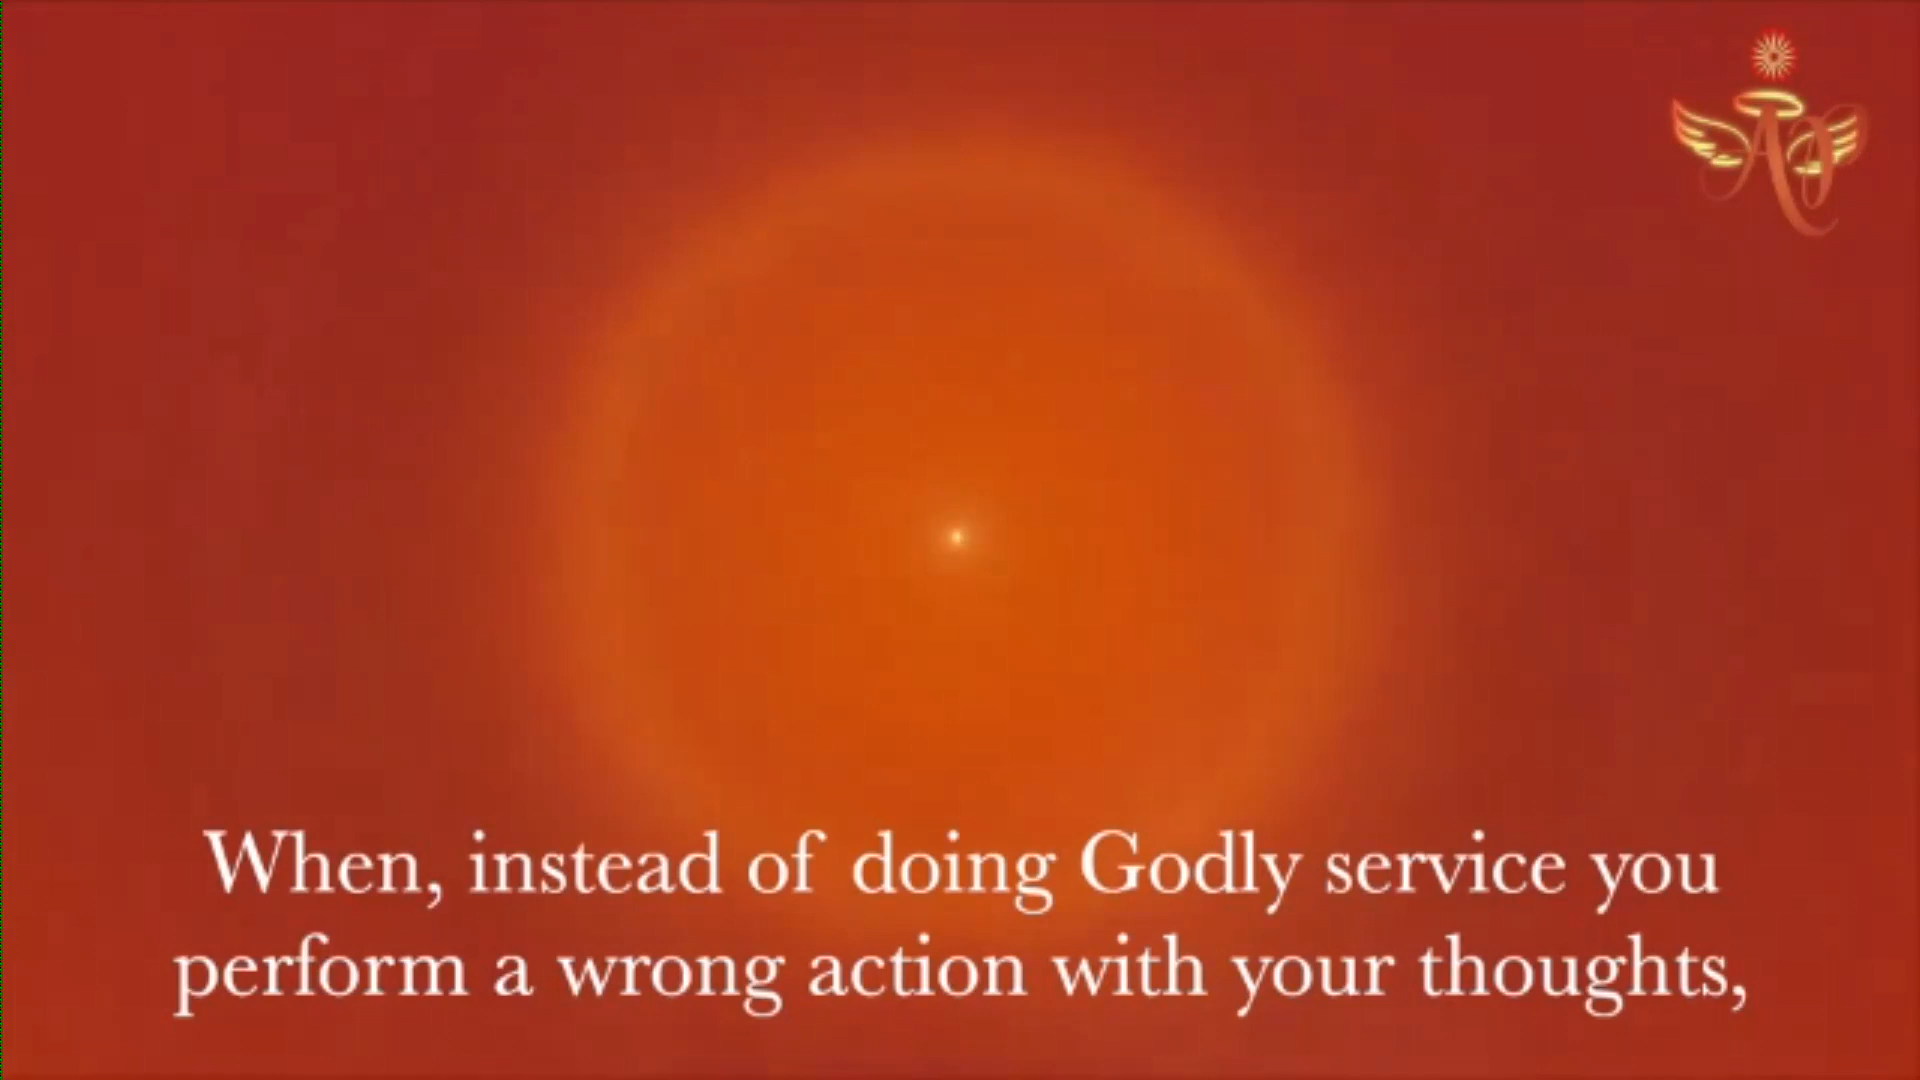 When, instead of doing Godly service you
perform a wrong action with your thoughts,